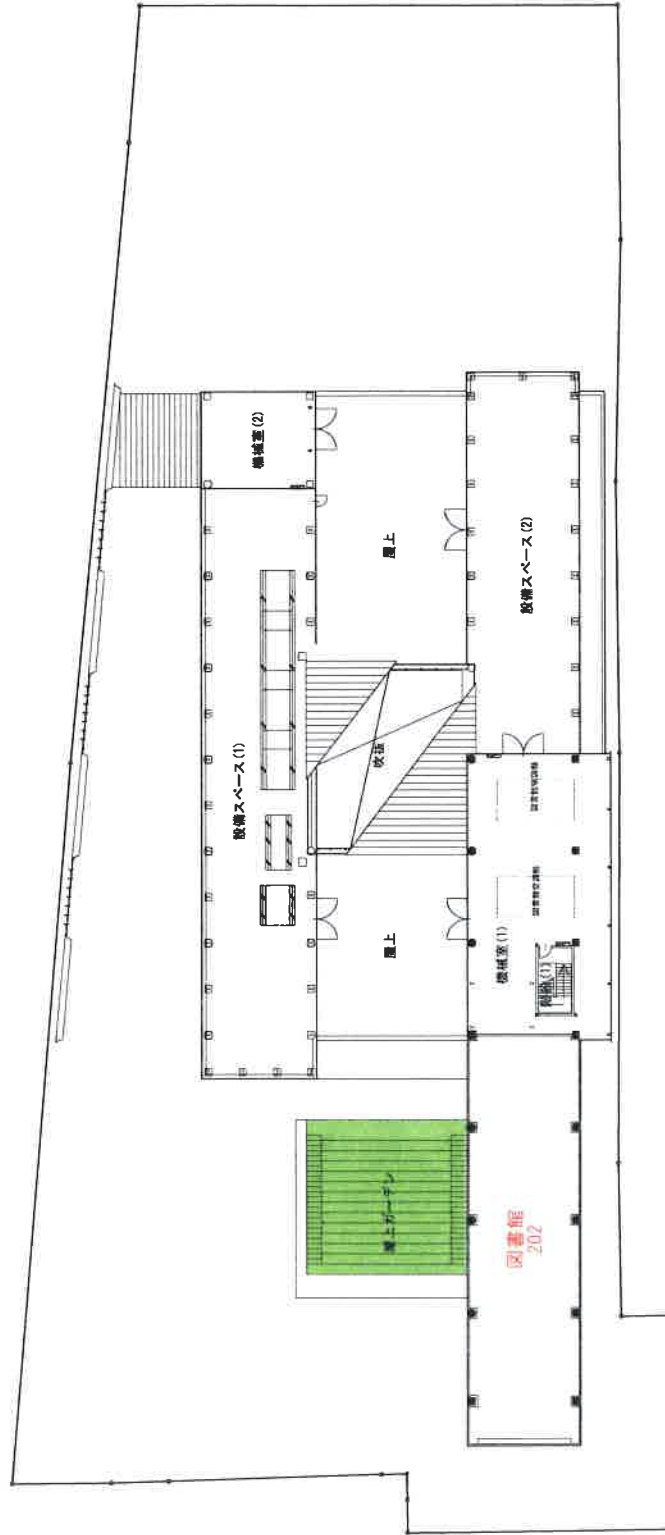 機械室(2)
設備スペース(1)
屋上
設備スペース(2)
吹抜
屋上
機械室(1)
階段(1)
屋上ガーデン
図書館
202